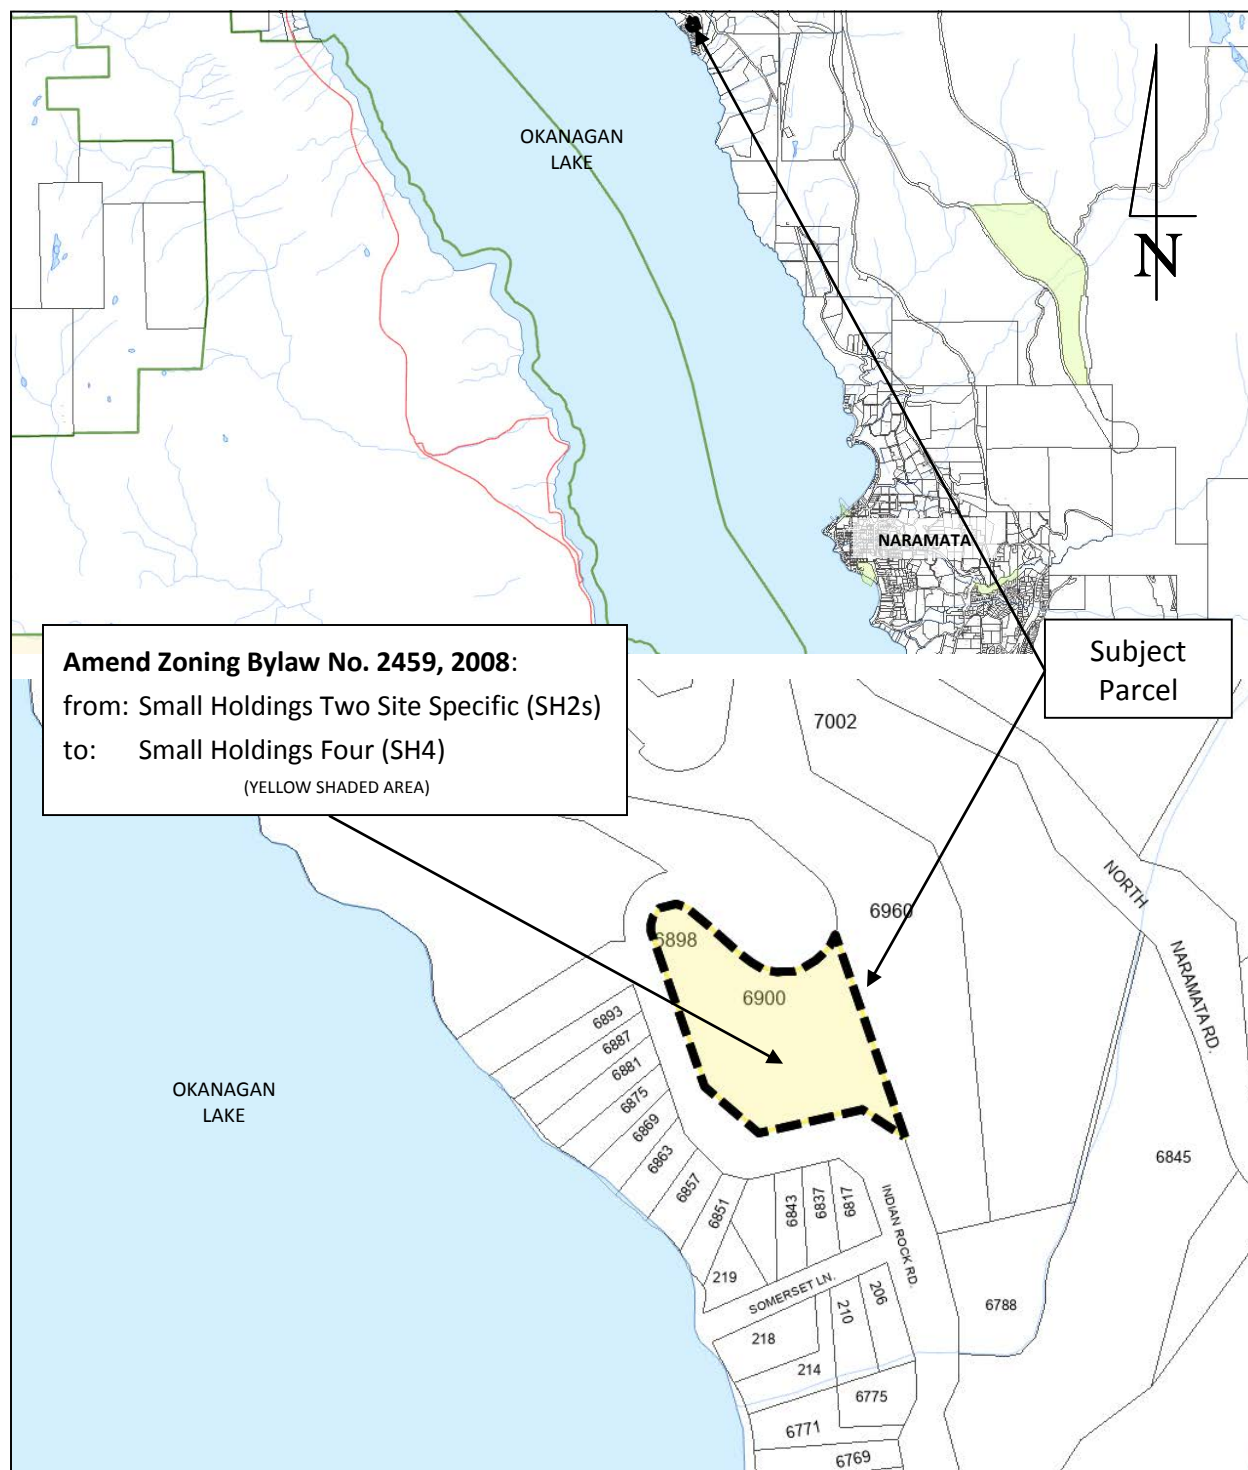 OKANAGAN
LAKE
N
NARAMATA
Amend Zoning Bylaw No. 2459, 2008:
from: Small Holdings Two Site Specific (SH2s)
to: Small Holdings Four (SH4)
(YELLOW SHADED AREA)
Subject
Parcel
7002
NORTH
NARAMATA RD.
6960
6898
6900
6893
6887
6881
6875
6869
6863
6857
6851
6843
6837
6817
INDIAN ROCK RD.
6845
OKANAGAN
LAKE
219
SOMERSET LN.
206
210
218
214
6788
6775
6771
6769